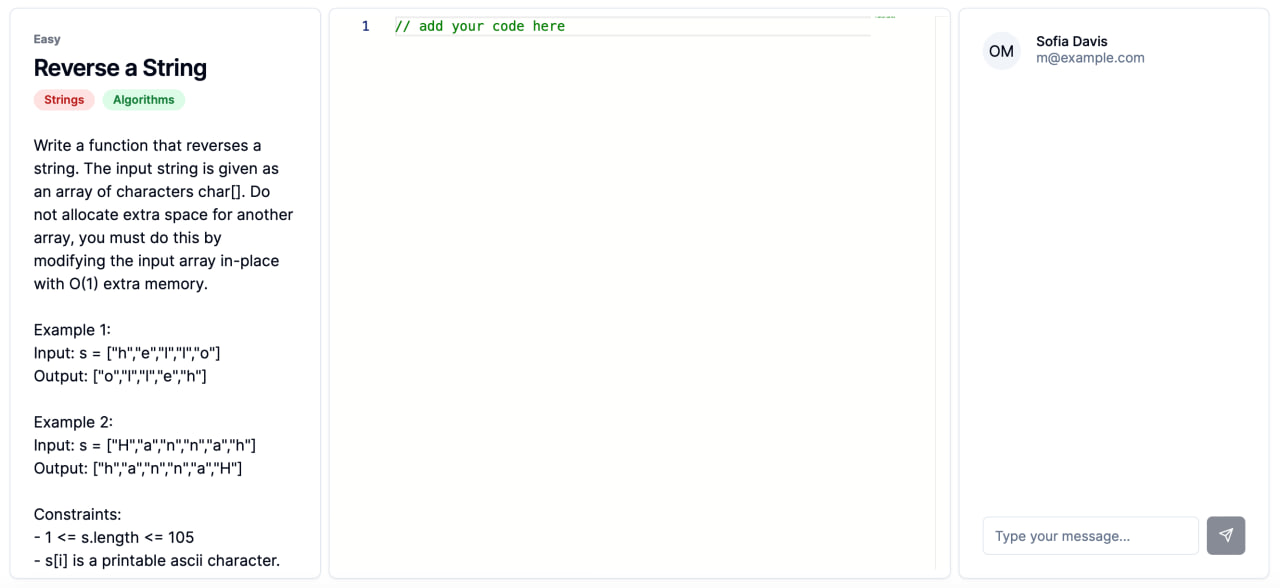 Easy
Reverse a String
Strings Algorithms
Write a function that reverses a
string. The input string is given as
an array of characters char[]. Do
not allocate extra space for another
array, you must do this by
modifying the input array in-place
with O(1) extra memory.
Example 1:
Input: s = ["h","e","l","l","o"]
Output: ["o","l","l","e","h"]
Example 2:
Input: s = ["H","a","n","n","a","h"]
Output: ["h","a","n","n","a","H"]
Constraints:
- 1 <= s.length <= 105
- s[i] is a printable ascii character.
1 // add your code here
OM
Sofia Davis
m@example.com
Type your message...